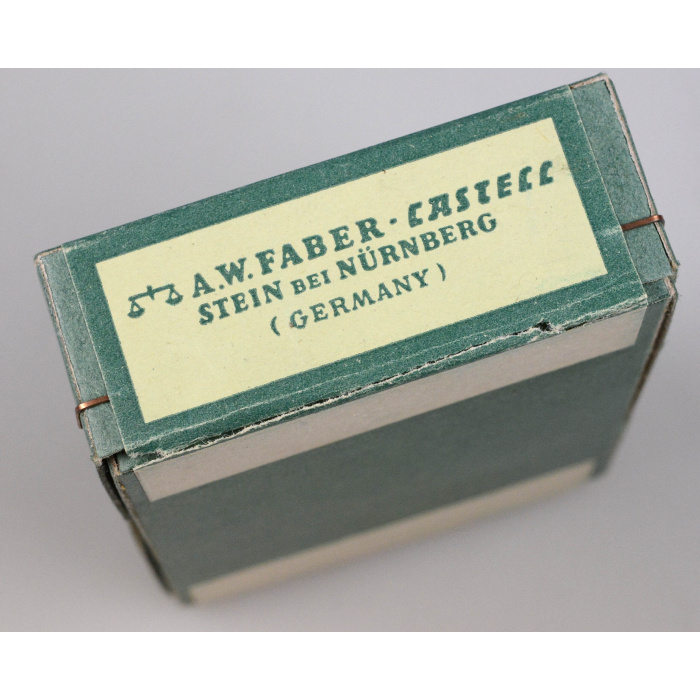 A.W. FABER · CASTELL
STEIN BEI NÜRNBERG
(GERMANY)